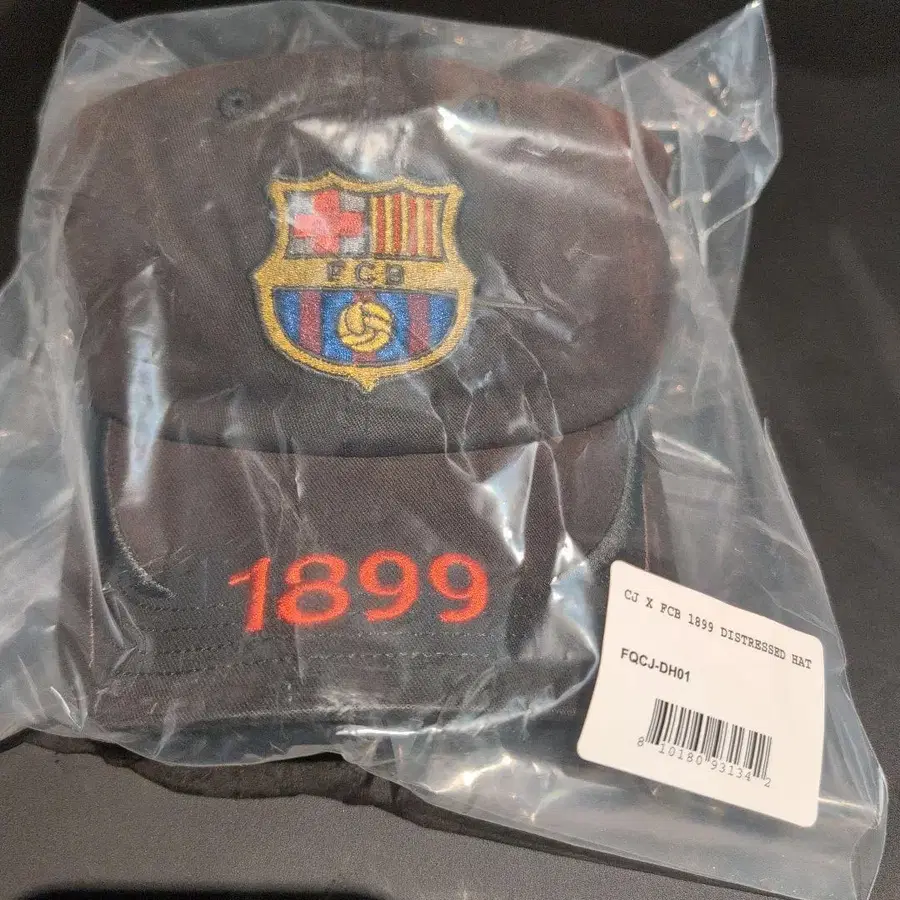 FCB
1899
CJ X FCB 1899 DISTRESSED HAT
FQCJ-DH01
8 10180 93134 2